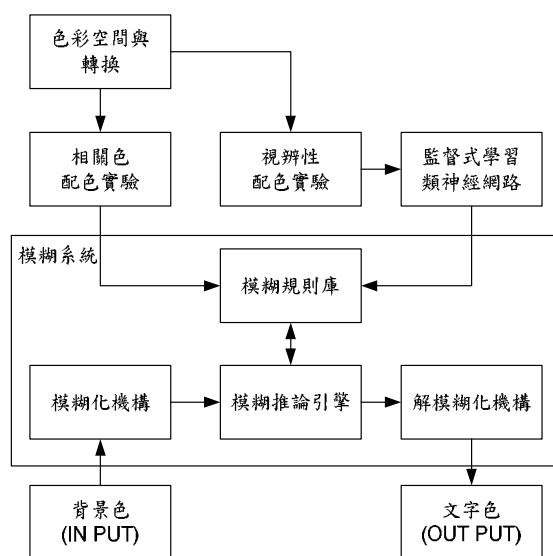 色彩空間與
轉換
相關色
配色實驗
視辨性
配色實驗
監督式學習
類神經網路
模糊系統
模糊規則庫
模糊化機構
模糊推論引擎
解模糊化機構
背景色
(IN PUT)
文字色
(OUT PUT)